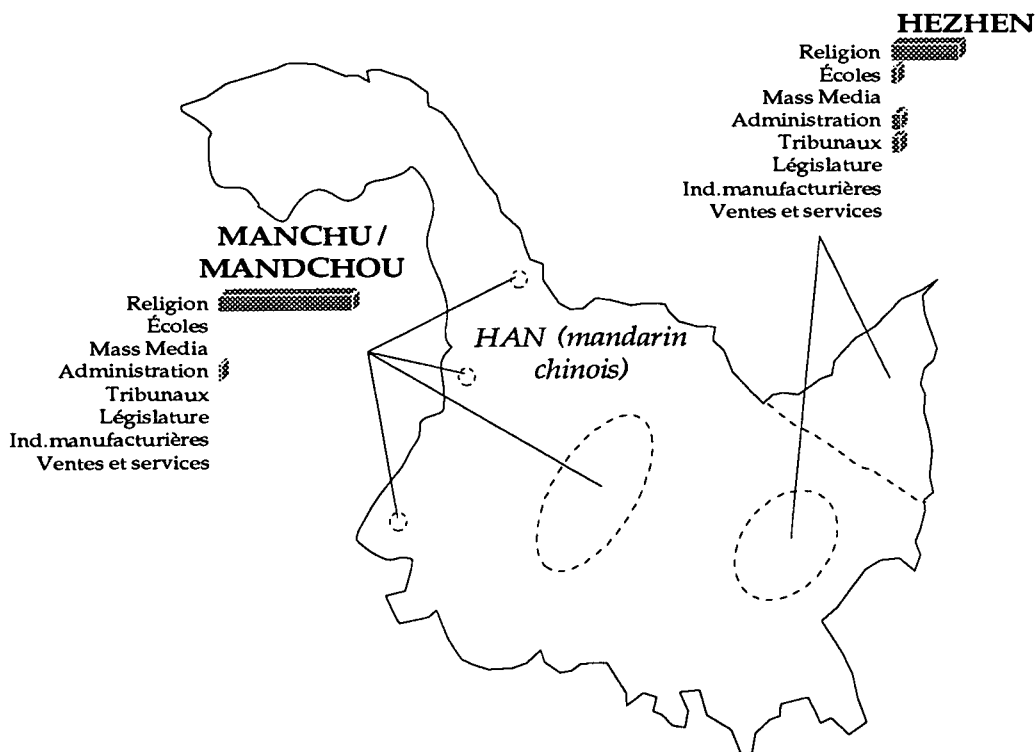 HEZHEN
Religion
Écoles
Mass Media
Administration
Tribunaux
Législature
Ind.manufacturières
Ventes et services
MANCHU/
MANDCHOU
Religion
Écoles
Mass Media
Administration
Tribunaux
Législature
Ind.manufacturières
Ventes et services
HAN (mandarin
chinois)